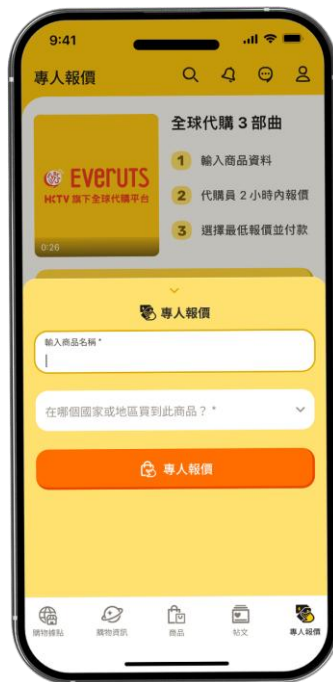 9:41
專人報價
全球代購 3 部曲
EVERUTS
HKTV 旗下全球代購平台
0:26
1 輸入商品資料
2 代購員 2 小時內報價
3 選擇最低報價並付款
專人報價
輸入商品名稱 *
在哪個國家或地區買到此商品？ *
專人報價
購物據點
購物資訊
商品
帖文
專人報價